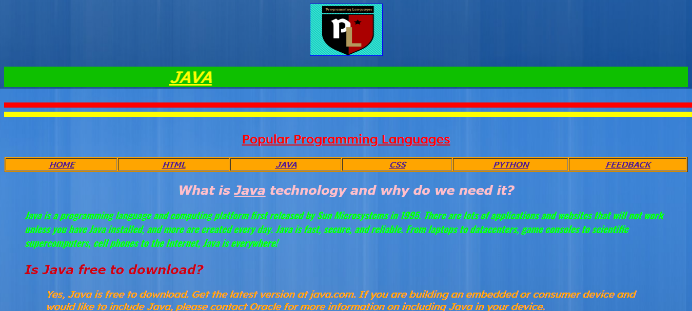 Programming Languages
PL
JAVA
Popular Programming Languages
HOME HTML JAVA CSS PYTHON FEEDBACK
What is Java technology and why do we need it?
Java is a programming language and computing platform first released by Sun Microsystems in 1995. There are lots of applications and websites that will not work
unless you have Java installed, and more are created every day. Java is fast, secure, and reliable. From laptops to datacenters, game consoles to scientific
supercomputers, cell phones to the Internet, Java is everywhere!
Is Java free to download?
Yes, Java is free to download. Get the latest version at java.com. If you are building an embedded or consumer device and
would like to include Java, please contact Oracle for more information on including Java in your device.